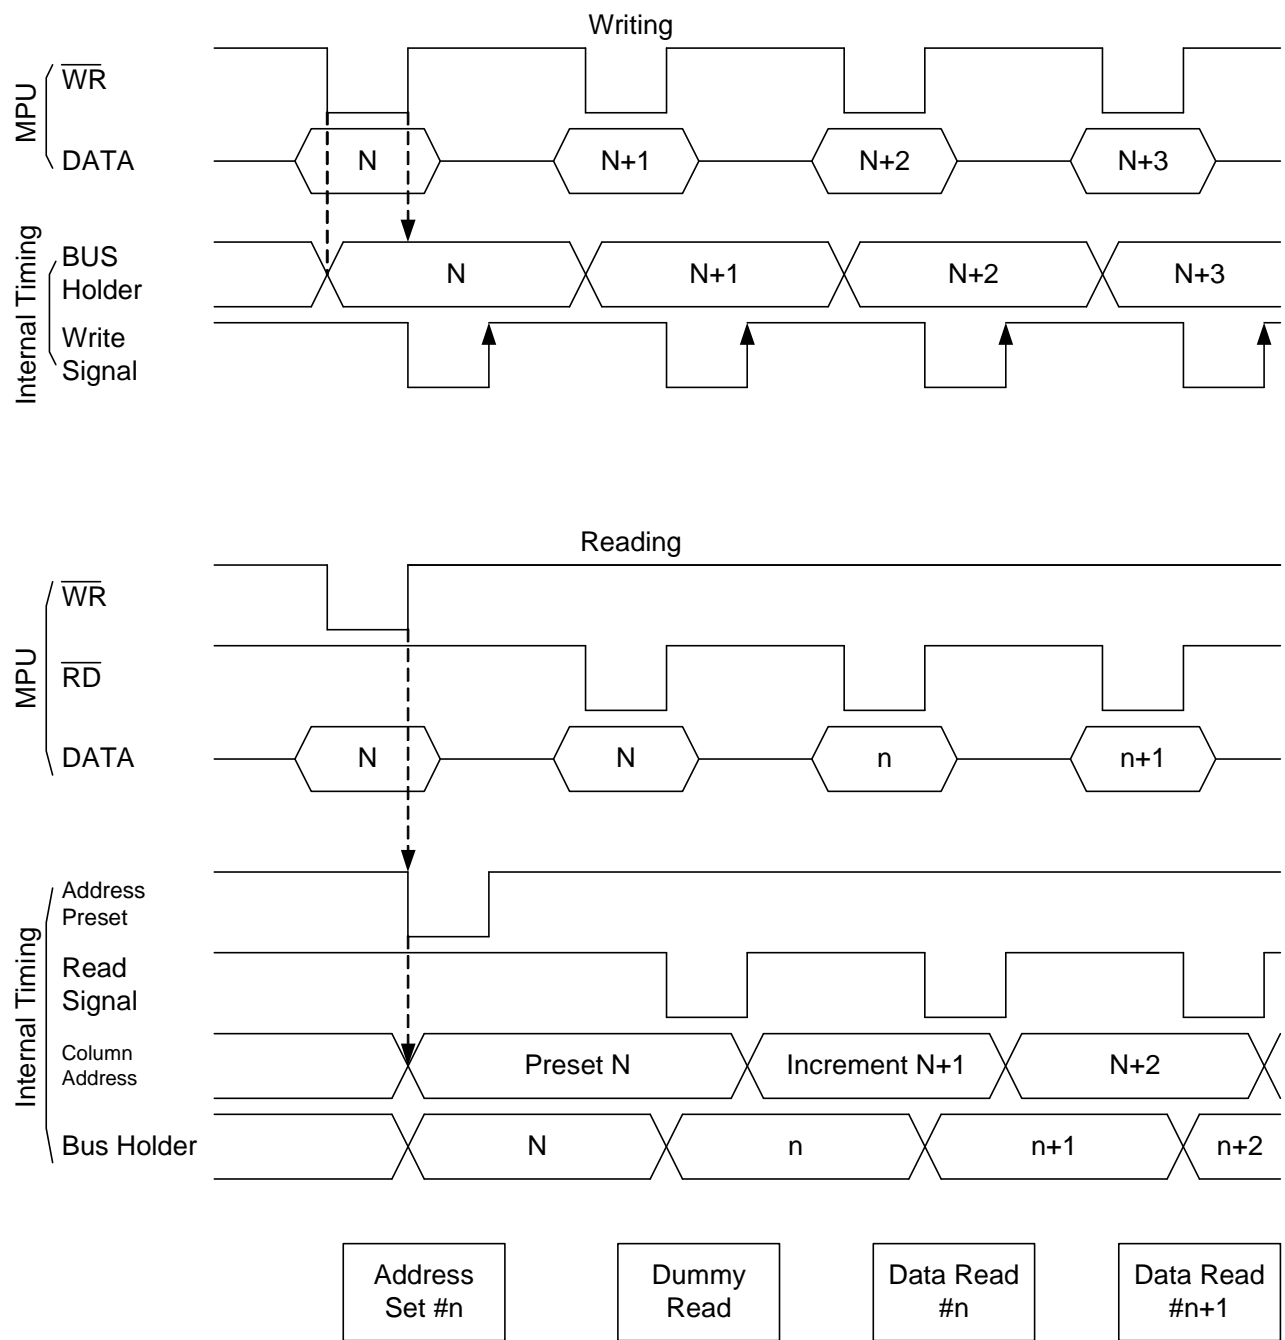 Writing
MPU
WR
DATA
N
N+1
N+2
N+3
Internal Timing
BUS
Holder
N
N+1
N+2
N+3
Write
Signal
Reading
MPU
WR
RD
DATA
N
N
n
n+1
Internal Timing
Address
Preset
Read
Signal
Column
Address
Preset N
Increment N+1
N+2
Bus Holder
N
n
n+1
n+2
Address
Set #n
Dummy
Read
Data Read
#n
Data Read
#n+1